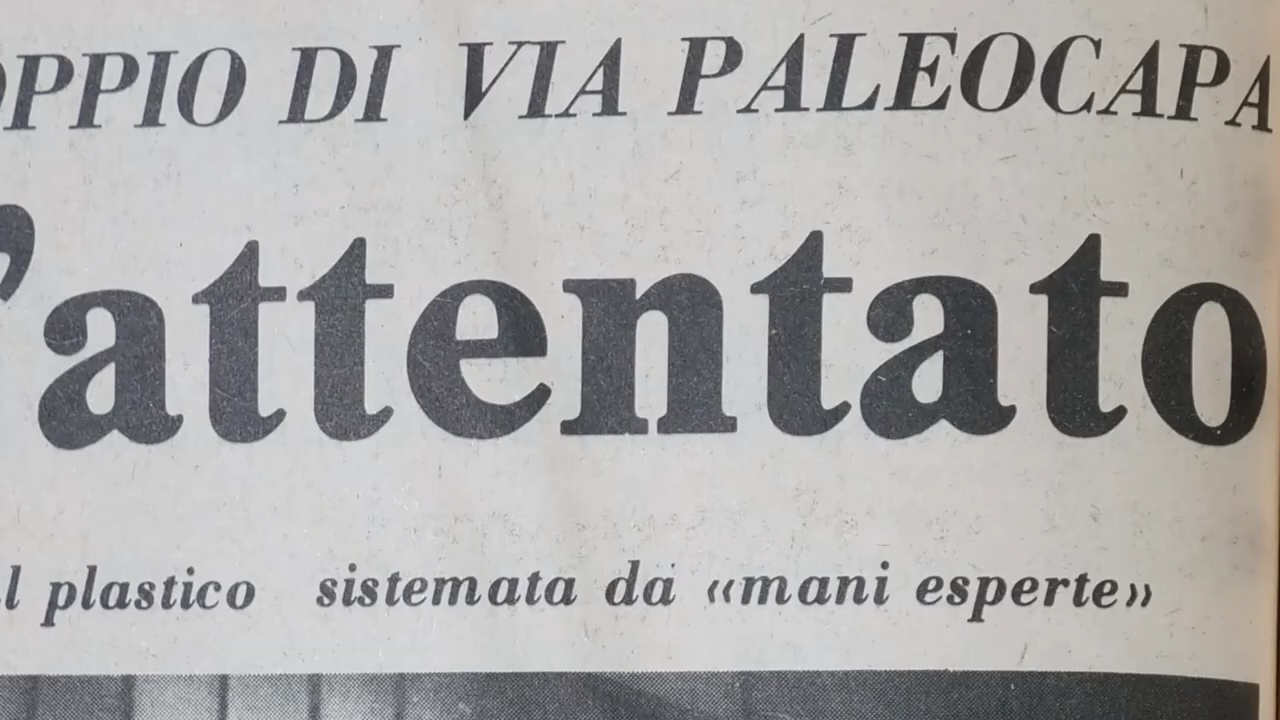 OPPIO DI VIA PALEOCAPA
'attentato
l plastico sistemata da «mani esperte»